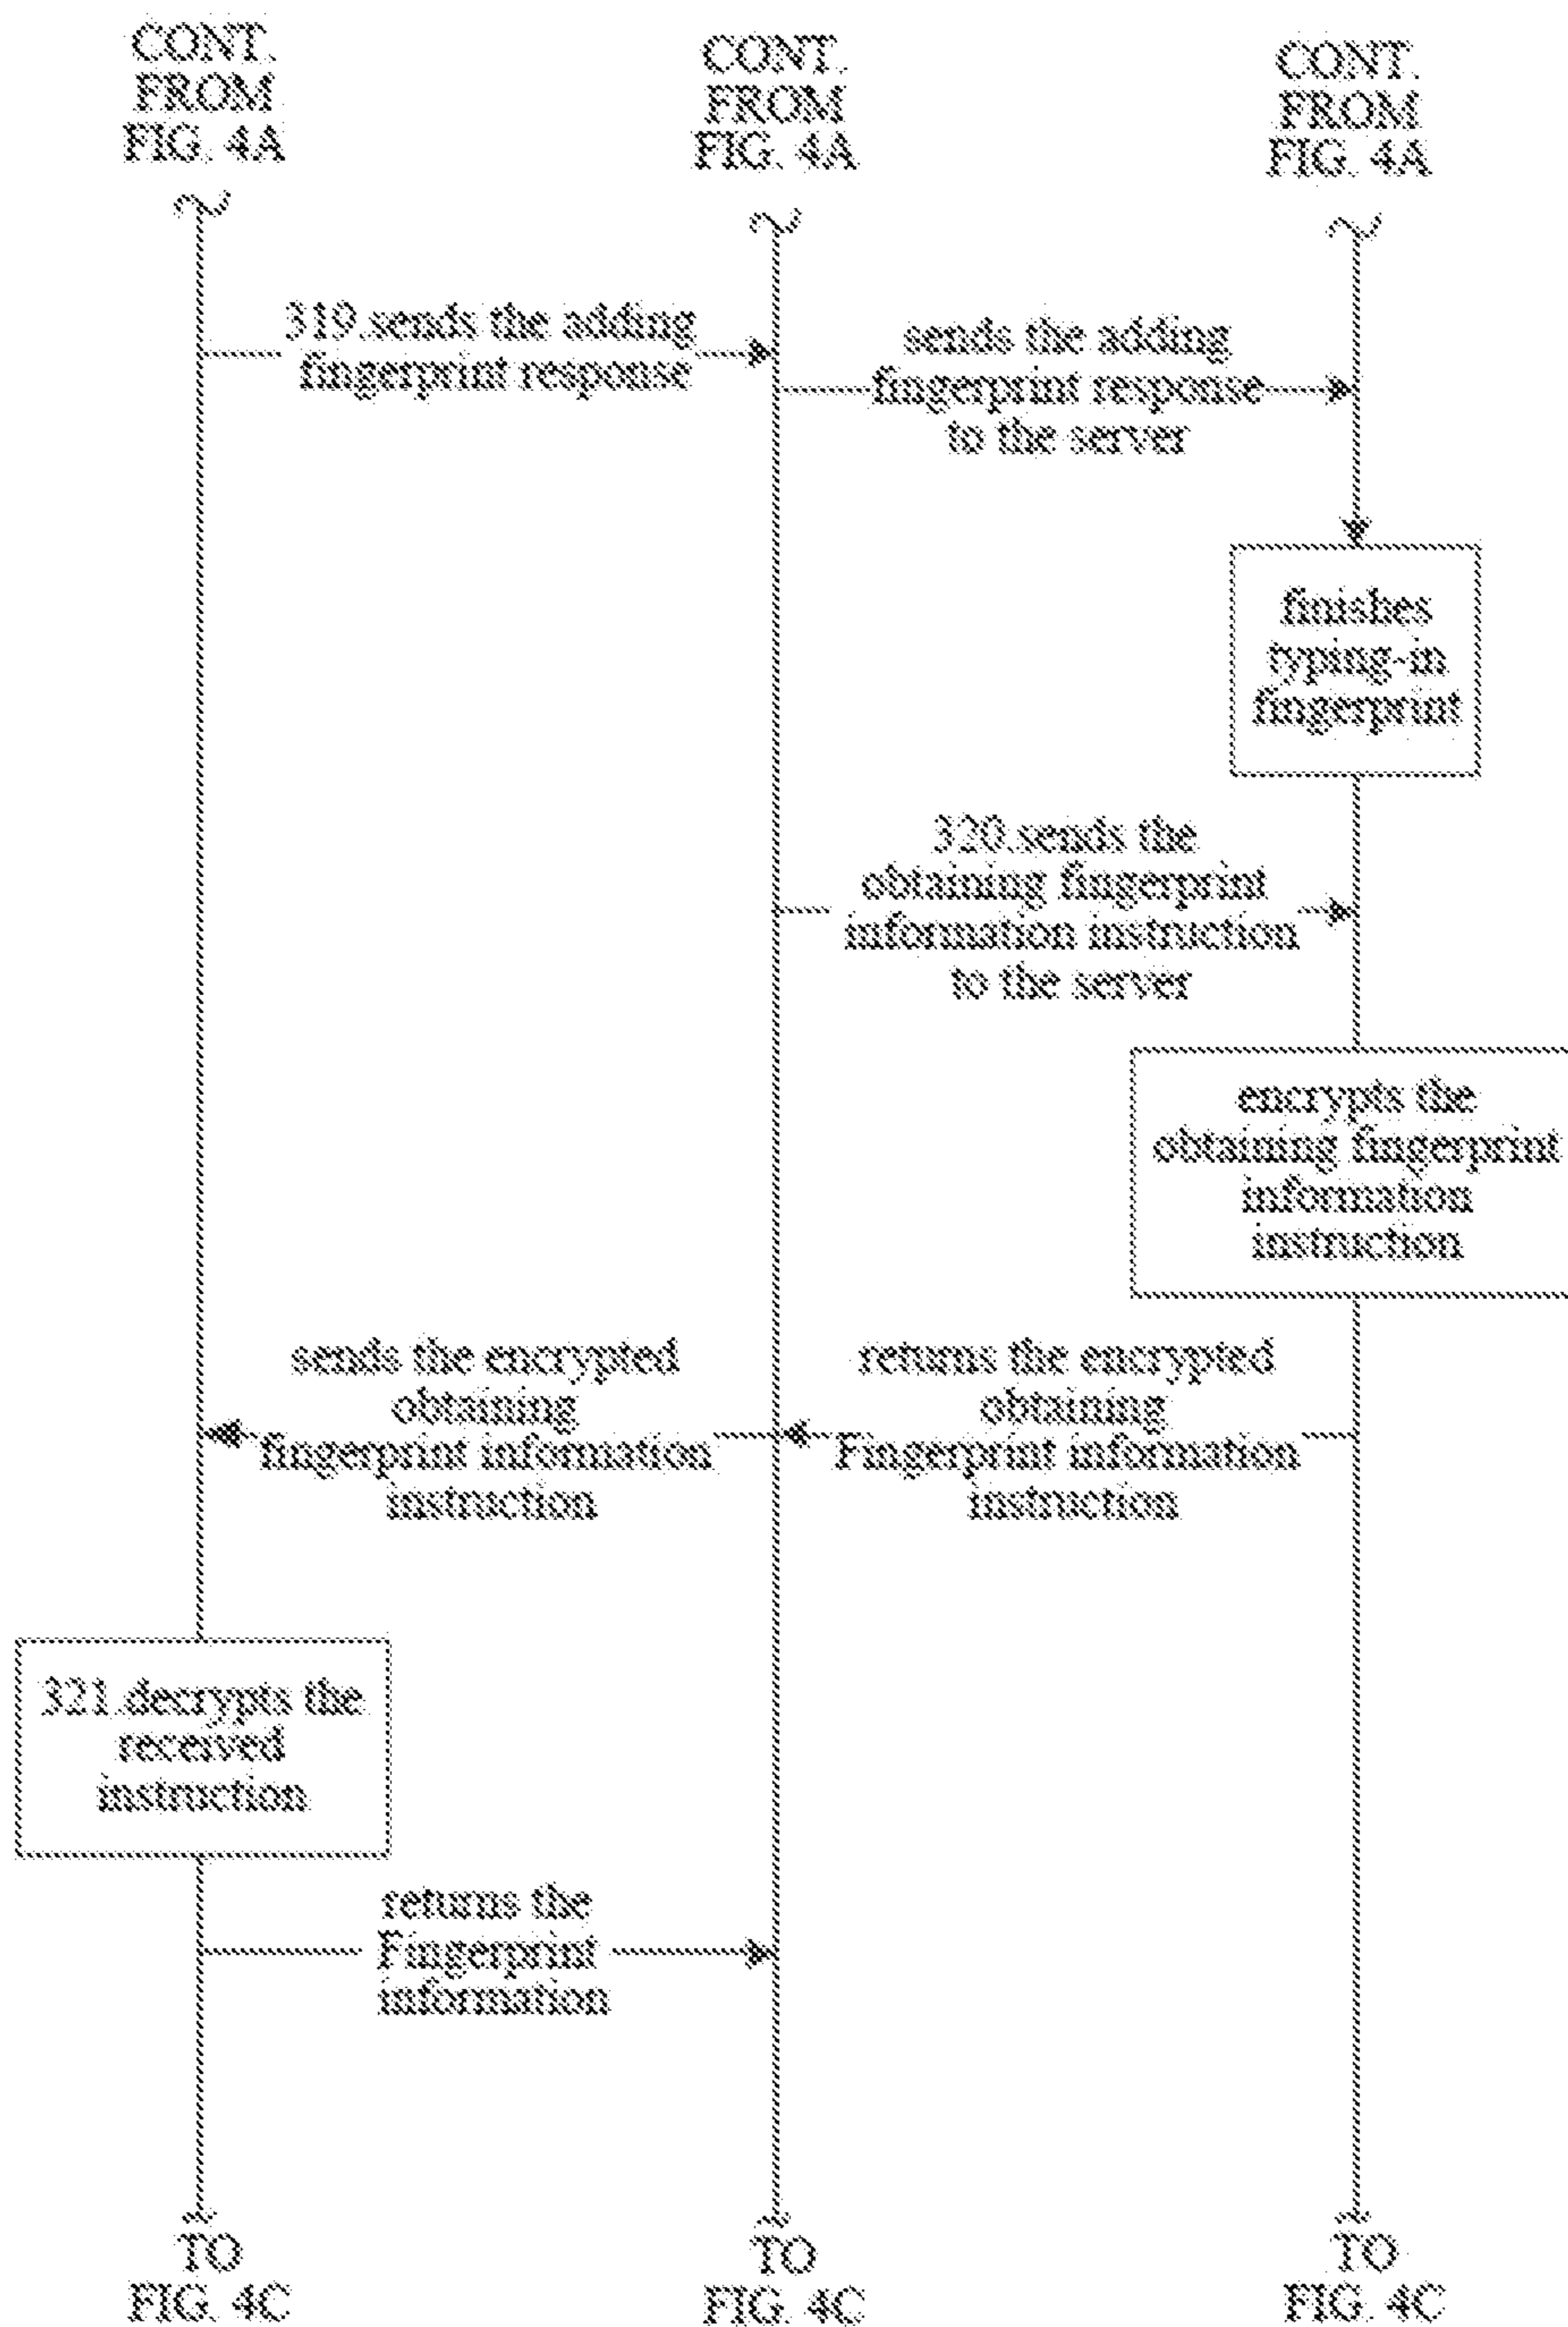 CONT.
FROM
FIG. 4A
CONT.
FROM
FIG. 4A
CONT.
FROM
FIG. 4A
319.sends the adding
fingerprint response
sends the adding
fingerprint response
to the server
finishes
typing-in
fingerprint
320.sends the
obtaining fingerprint
information instruction
to the server
encrypts the
obtaining fingerprint
information
instruction
sends the encrypted
obtaining
fingerprint information
instruction
returns the encrypted
obtaining
Fingerprint information
instruction
321.decrypts the
received
instruction
returns the
Fingerprint
information
TO
FIG. 4C
TO
FIG. 4C
TO
FIG. 4C